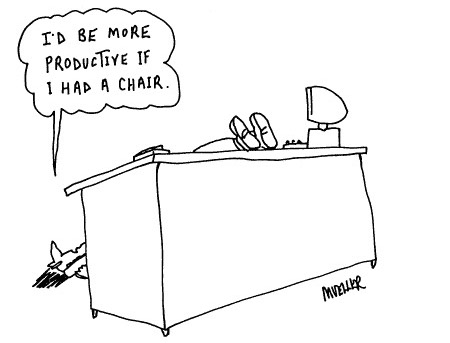 I'D BE MORE
PRODUCTIVE IF
I HAD A CHAIR.
MUELLER